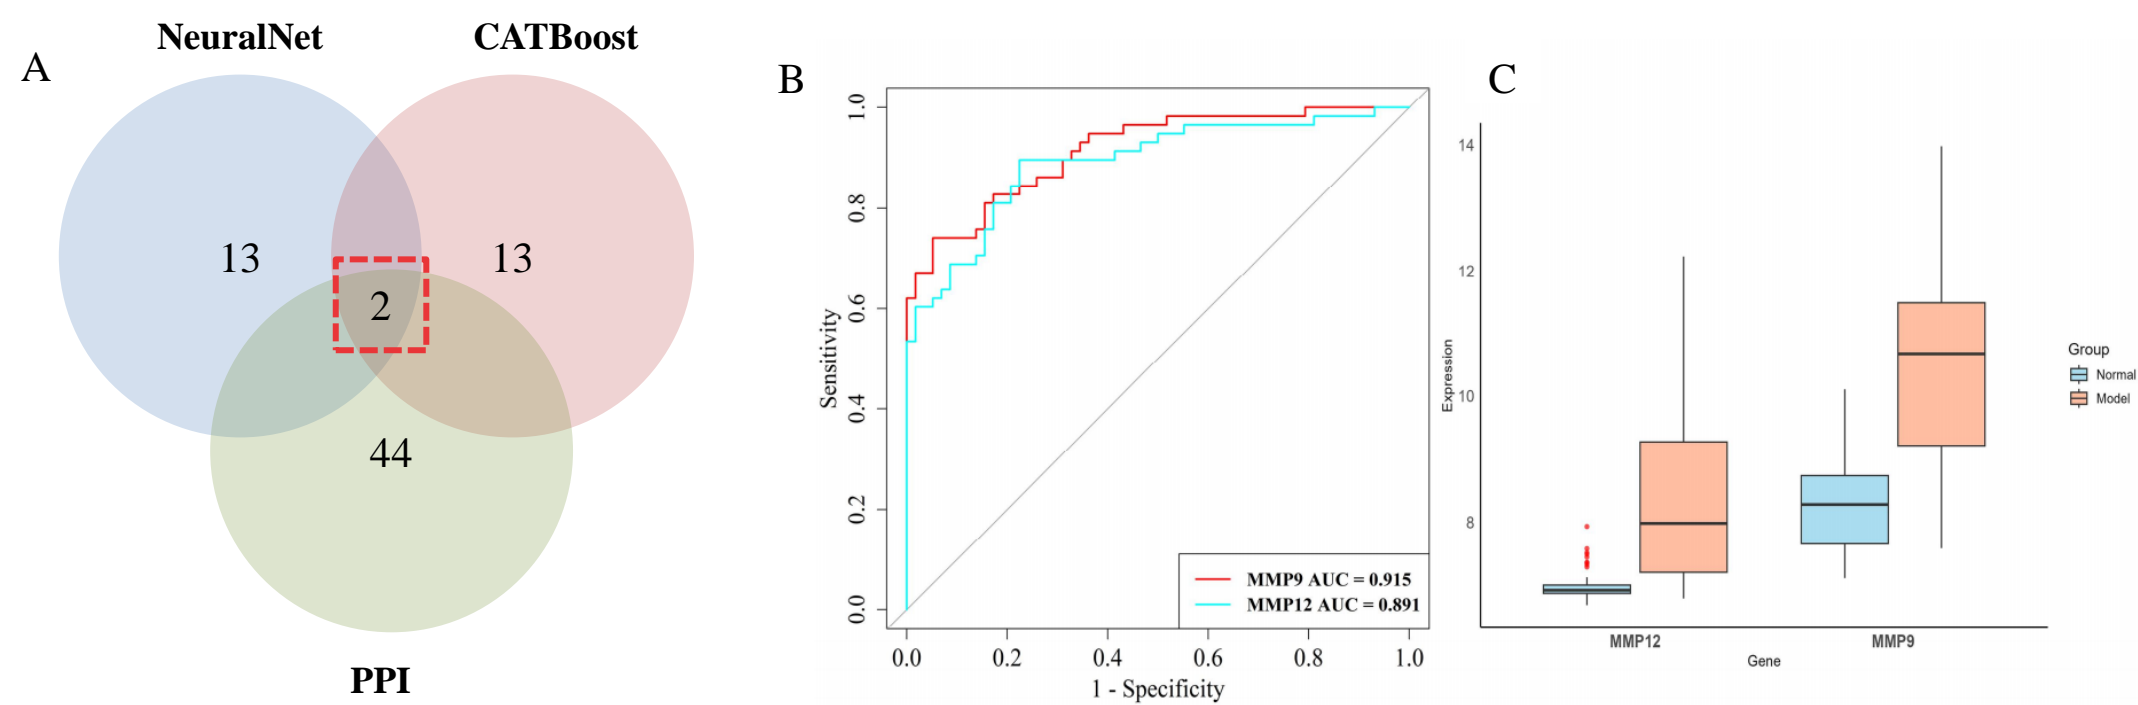 A
NeuralNet
CATBoost
13
13
2
44
PPI
B
Sensitivity
1.0
0.8
0.6
0.4
0.2
0.0
0.0 0.2 0.4 0.6 0.8 1.0
1 - Specificity
MMP9 AUC = 0.915
MMP12 AUC = 0.891
C
Expression
14
12
10
8
MMP12 MMP9
Gene
Group
Normal
Model